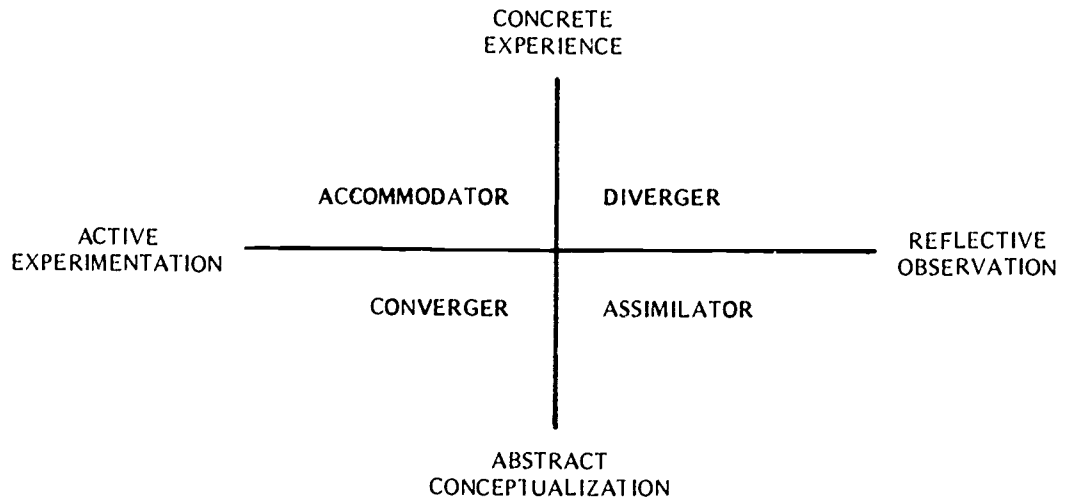 CONCRETE
EXPERIENCE
ACCOMMODATOR
DIVERGER
ACTIVE
EXPERIMENTATION
REFLECTIVE
OBSERVATION
CONVERGER
ASSIMILATOR
ABSTRACT
CONCEPTUALIZATION